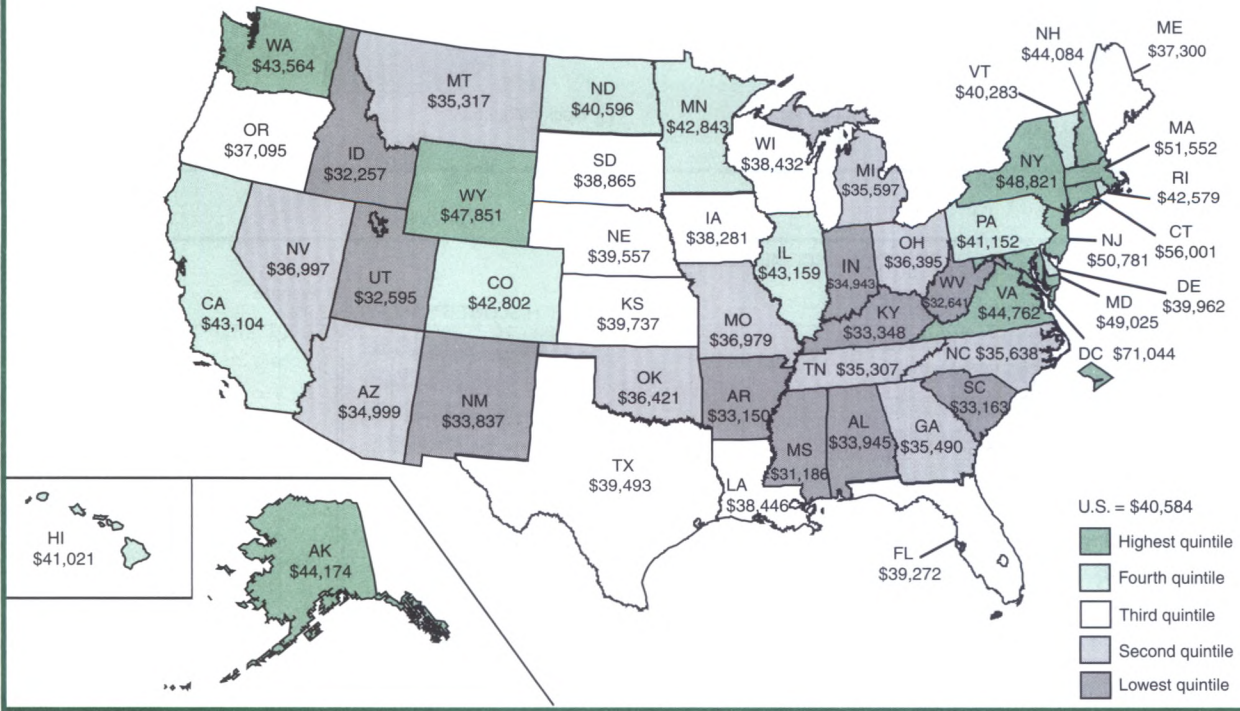 WA
$43,564
OR
$37,095
CA
$43,104
NV
$36,997
ID
$32,257
MT
$35,317
WY
$47,851
UT
$32,595
CO
$42,802
AZ
$34,999
NM
$33,837
ND
$40,596
SD
$38,865
NE
$39,557
KS
$39,737
OK
$36,421
TX
$39,493
MN
$42,843
IA
$38,281
MO
$36,979
AR
$33,150
LA
$38,446
WI
$38,432
IL
$43,159
MI
$35,597
IN
$34,943
OH
$36,395
KY
$33,348
WV
$32,641
VA
$44,762
TN $35,307
NC $35,638
SC
$33,163
MS
$31,186
AL
$33,945
GA
$35,490
FL
$39,272
PA
$41,152
NY
$48,821
VT
$40,283
NH
$44,084
ME
$37,300
MA
$51,552
RI
$42,579
CT
$56,001
NJ
$50,781
DE
$39,962
MD
$49,025
DC $71,044
HI
$41,021
AK
$44,174
U.S. = $40,584
Highest quintile
Fourth quintile
Third quintile
Second quintile
Lowest quintile